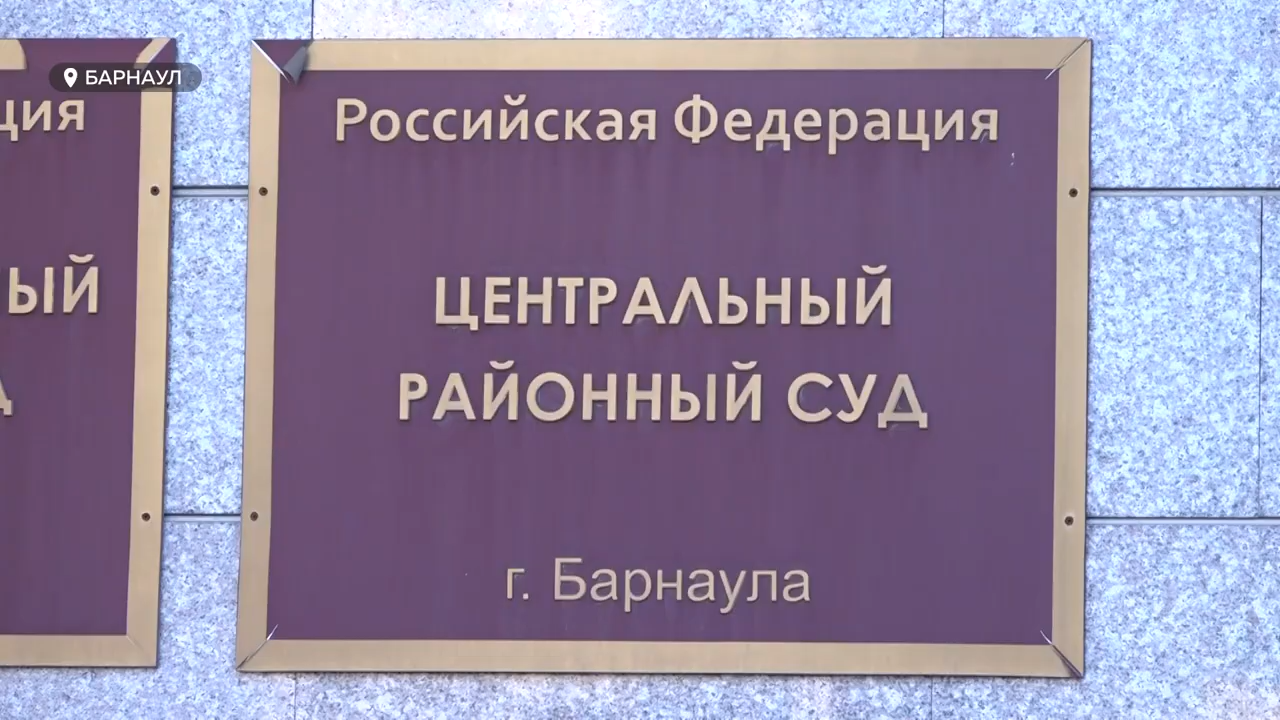 БАРНАУЛ
Российская Федерация
ЦЕНТРАЛЬНЫЙ
РАЙОННЫЙ СУД
г. Барнаула